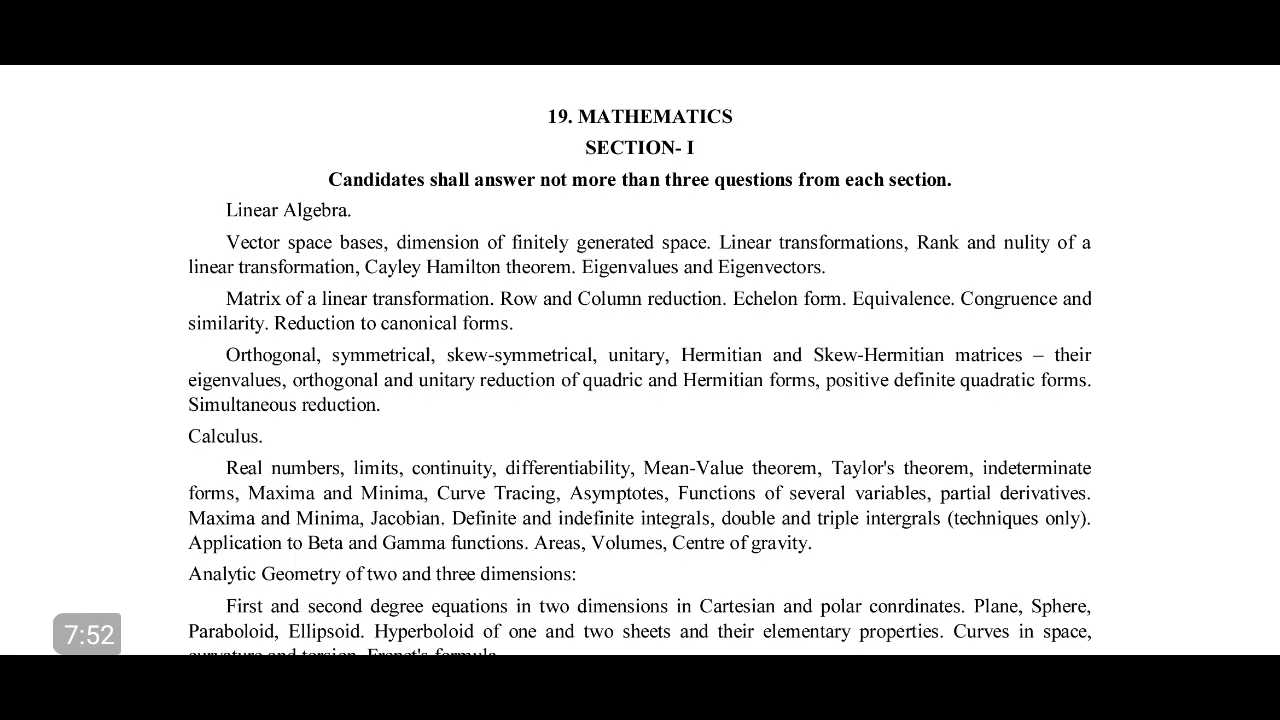 19. MATHEMATICS
SECTION- I
Candidates shall answer not more than three questions from each section.
Linear Algebra.
Vector space bases, dimension of finitely generated space. Linear transformations, Rank and nulity of a
linear transformation, Cayley Hamilton theorem. Eigenvalues and Eigenvectors.
Matrix of a linear transformation. Row and Column reduction. Echelon form. Equivalence. Congruence and
similarity. Reduction to canonical forms.
Orthogonal, symmetrical, skew-symmetrical, unitary, Hermitian and Skew-Hermitian matrices – their
eigenvalues, orthogonal and unitary reduction of quadric and Hermitian forms, positive definite quadratic forms.
Simultaneous reduction.
Calculus.
Real numbers, limits, continuity, differentiability, Mean-Value theorem, Taylor's theorem, indeterminate
forms, Maxima and Minima, Curve Tracing, Asymptotes, Functions of several variables, partial derivatives.
Maxima and Minima, Jacobian. Definite and indefinite integrals, double and triple intergrals (techniques only).
Application to Beta and Gamma functions. Areas, Volumes, Centre of gravity.
Analytic Geometry of two and three dimensions:
First and second degree equations in two dimensions in Cartesian and polar conrdinates. Plane, Sphere,
Paraboloid, Ellipsoid. Hyperboloid of one and two sheets and their elementary properties. Curves in space,
curvature and torsion. Frenet's formula.
7:52